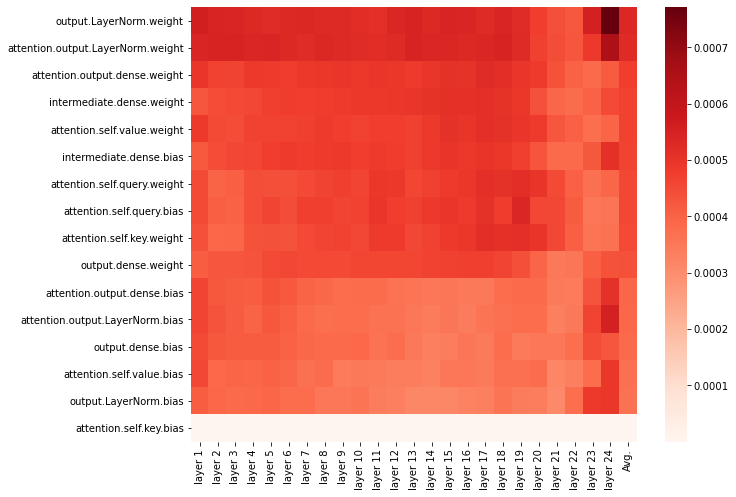 output.LayerNorm.weight
attention.output.LayerNorm.weight
attention.output.dense.weight
intermediate.dense.weight
attention.self.value.weight
intermediate.dense.bias
attention.self.query.weight
attention.self.query.bias
attention.self.key.weight
output.dense.weight
attention.output.dense.bias
attention.output.LayerNorm.bias
output.dense.bias
attention.self.value.bias
output.LayerNorm.bias
attention.self.key.bias
layer 1
layer 2
layer 3
layer 4
layer 5
layer 6
layer 7
layer 8
layer 9
layer 10
layer 11
layer 12
layer 13
layer 14
layer 15
layer 16
layer 17
layer 18
layer 19
layer 20
layer 21
layer 22
layer 23
layer 24
Avg.
0.0007
0.0006
0.0005
0.0004
0.0003
0.0002
0.0001